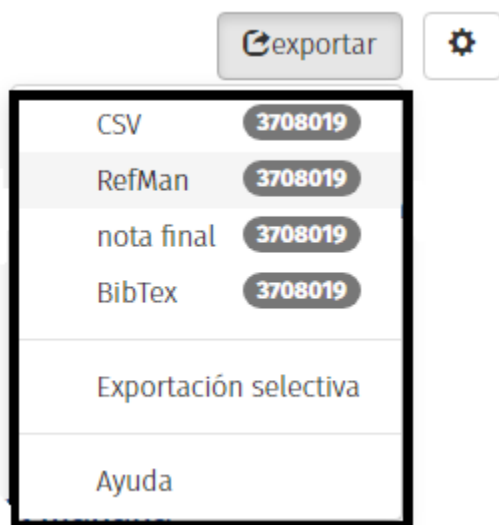 exportar
CSV 3708019
RefMan 3708019
nota final 3708019
BibTex 3708019
Exportación selectiva
Ayuda